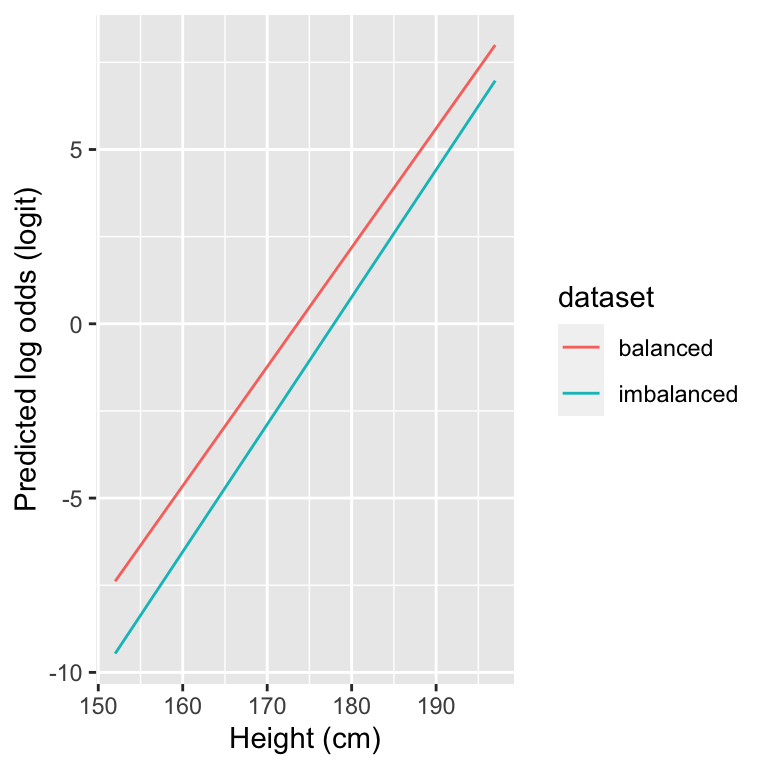 Predicted log odds (logit)
5
0
-5
-10
150 160 170 180 190
Height (cm)
dataset
balanced
imbalanced